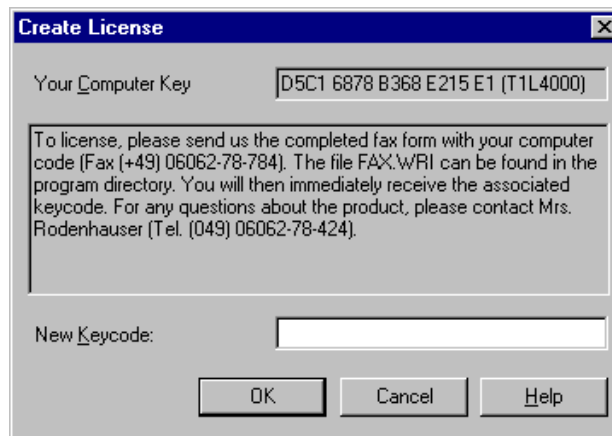 Create License
Your Computer Key D5C1 6878 B368 E215 E1 (T1L4000)
To license, please send us the completed fax form with your computer
code (Fax (+49) 06062-78-784). The file FAX.WRI can be found in the
program directory. You will then immediately receive the associated
keycode. For any questions about the product, please contact Mrs.
Rodenhauser (Tel. (049) 06062-78-424).
New Keycode:
OK Cancel Help